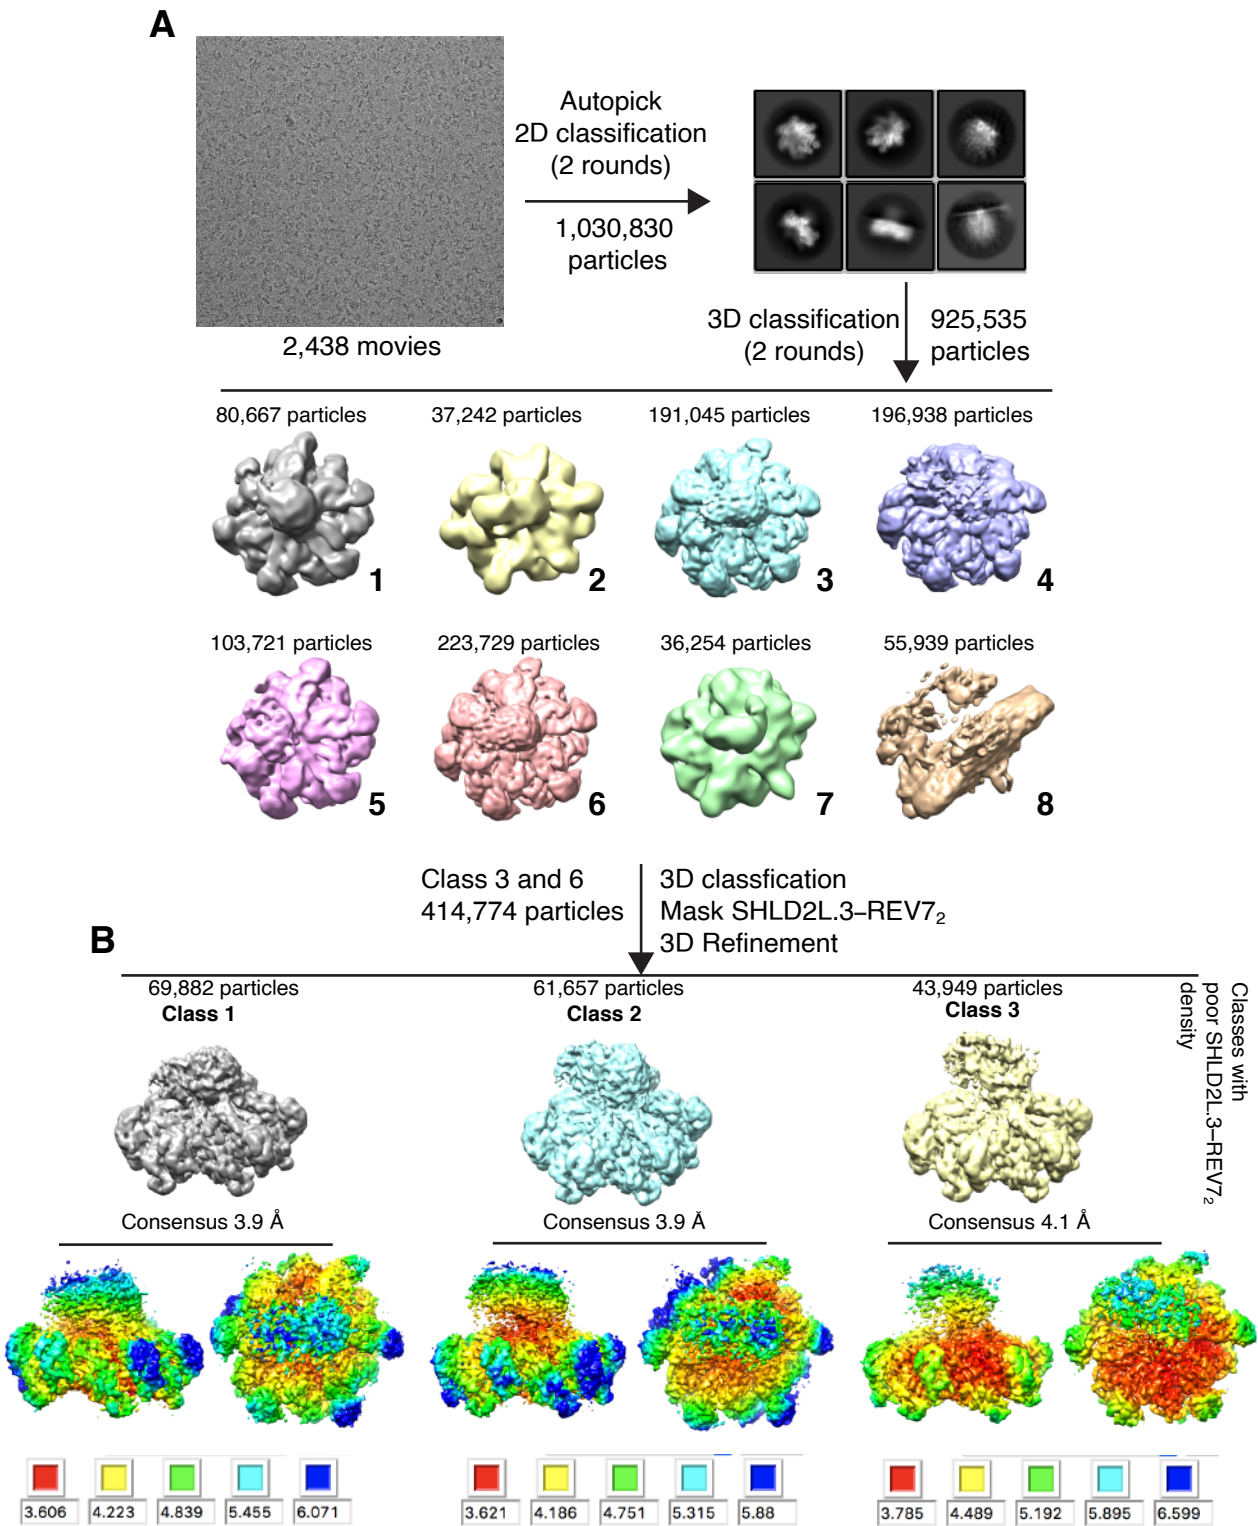 A
Autopick
2D classification
(2 rounds)
1,030,830
particles
2,438 movies
3D classification
(2 rounds)
925,535
particles
80,667 particles
37,242 particles
191,045 particles
196,938 particles
1
2
3
4
103,721 particles
223,729 particles
36,254 particles
55,939 particles
5
6
7
8
Class 3 and 6
414,774 particles
3D classfication
Mask SHLD2L.3–REV7₂
3D Refinement
B
69,882 particles
Class 1
61,657 particles
Class 2
43,949 particles
Class 3
Classes with
poor SHLD2L.3–REV7₂
density
Consensus 3.9 Å
Consensus 3.9 Å
Consensus 4.1 Å
3.606
4.223
4.839
5.455
6.071
3.621
4.186
4.751
5.315
5.88
3.785
4.489
5.192
5.895
6.599